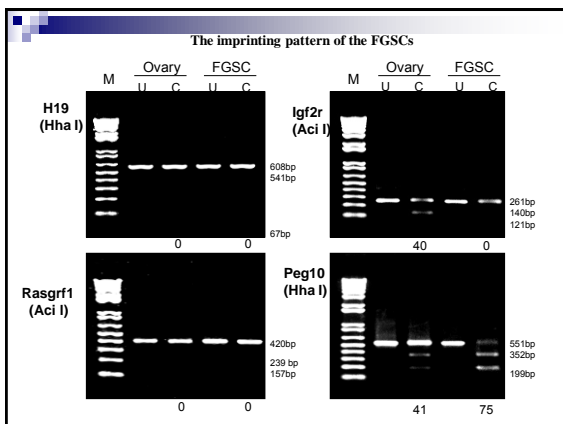 The imprinting pattern of the FGSCs
Ovary FGSC
M U C U C
H19
(Hha I)
608bp
541bp
67bp
0 0
Ovary FGSC
M U C U C
Igf2r
(Aci I)
261bp
140bp
121bp
40 0
Rasgrf1
(Aci I)
420bp
239 bp
157bp
0 0
Peg10
(Hha I)
551bp
352bp
199bp
41 75